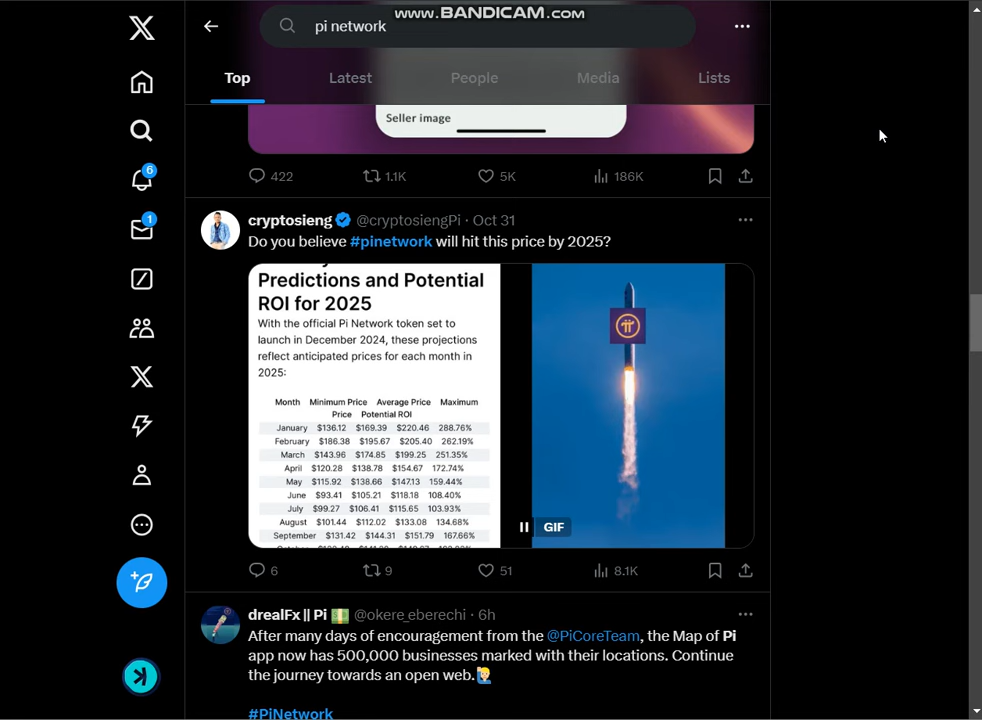 www.BANDICAM.com
pi network
Top
Latest
People
Media
Lists
Seller image
422
1.1K
5K
186K
6
1
cryptosieng @cryptosiengPi · Oct 31
Do you believe #pinetwork will hit this price by 2025?
Predictions and Potential
ROI for 2025
With the official Pi Network token set to
launch in December 2024, these projections
reflect anticipated prices for each month in
2025:
Month Minimum Price Average Price Maximum
Price Potential ROI
January $136.12 $169.39 $220.46 288.76%
February $186.38 $195.67 $205.40 262.19%
March $143.96 $174.85 $199.25 251.35%
April $120.28 $138.78 $154.67 172.74%
May $115.92 $138.66 $147.13 159.44%
June $93.41 $105.21 $118.18 108.40%
July $99.27 $106.41 $115.65 103.93%
August $101.44 $112.02 $133.08 134.68%
September $131.42 $144.31 $151.79 167.66%
GIF
6
9
51
8.1K
drealFx || Pi 💵 @okere_eberechi · 6h
After many days of encouragement from the @PiCoreTeam, the Map of Pi
app now has 500,000 businesses marked with their locations. Continue
the journey towards an open web.🙋
#PiNetwork